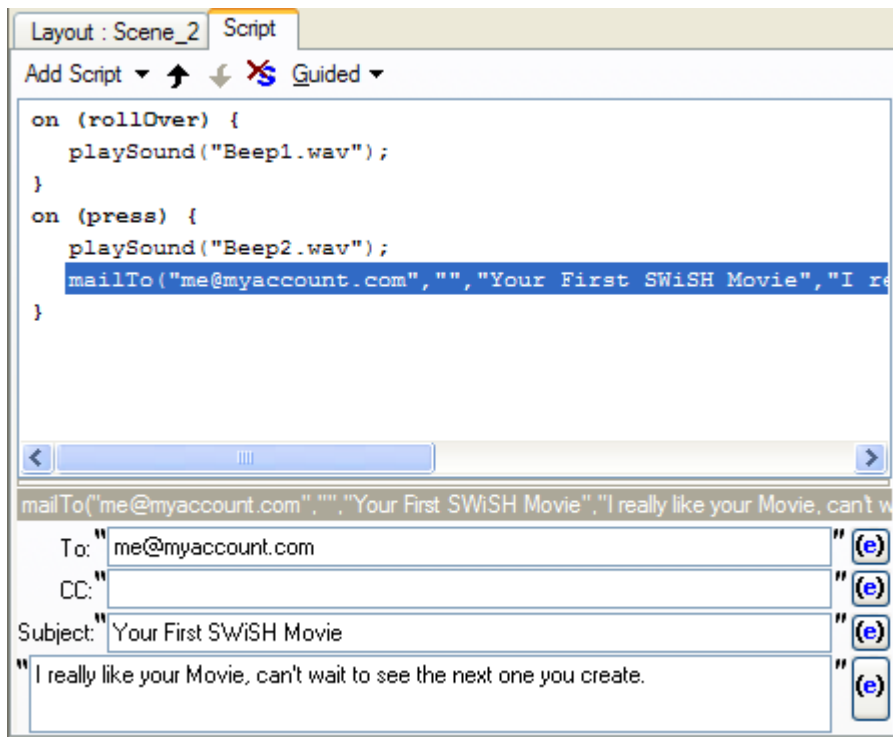 Layout : Scene_2 Script
Add Script Guided
on (rollOver) {
playSound("Beep1.wav");
}
on (press) {
playSound("Beep2.wav");
mailTo("me@myaccount.com","","Your First SWiSH Movie","I re
}
mailTo("me@myaccount.com","","Your First SWiSH Movie","I really like your Movie, can't w
To: "me@myaccount.com" (e)
CC: "" (e)
Subject: "Your First SWiSH Movie" (e)
"I really like your Movie, can't wait to see the next one you create." (e)